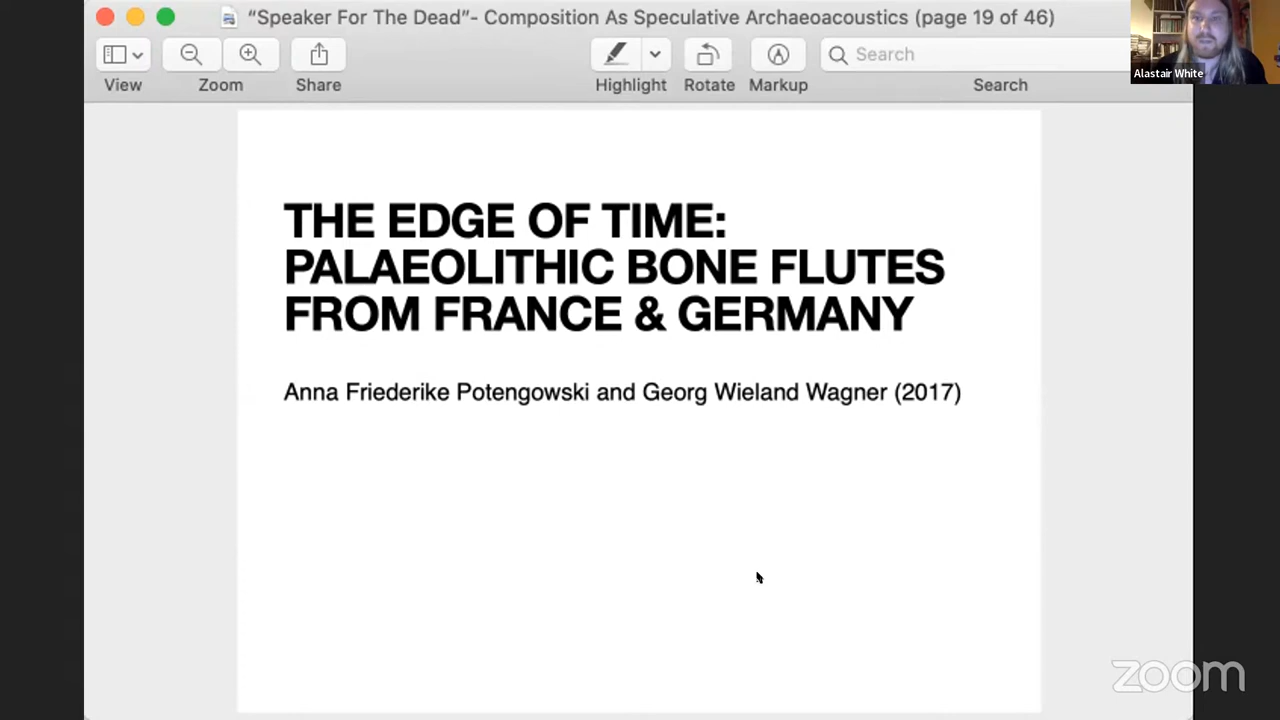 “Speaker For The Dead”- Composition As Speculative Archaeoacoustics (page 19 of 46)
View
Zoom
Share
Highlight
Rotate
Markup
Search
Search
Alastair White
THE EDGE OF TIME:
PALAEOLITHIC BONE FLUTES
FROM FRANCE & GERMANY
Anna Friederike Potengowski and Georg Wieland Wagner (2017)
zoom